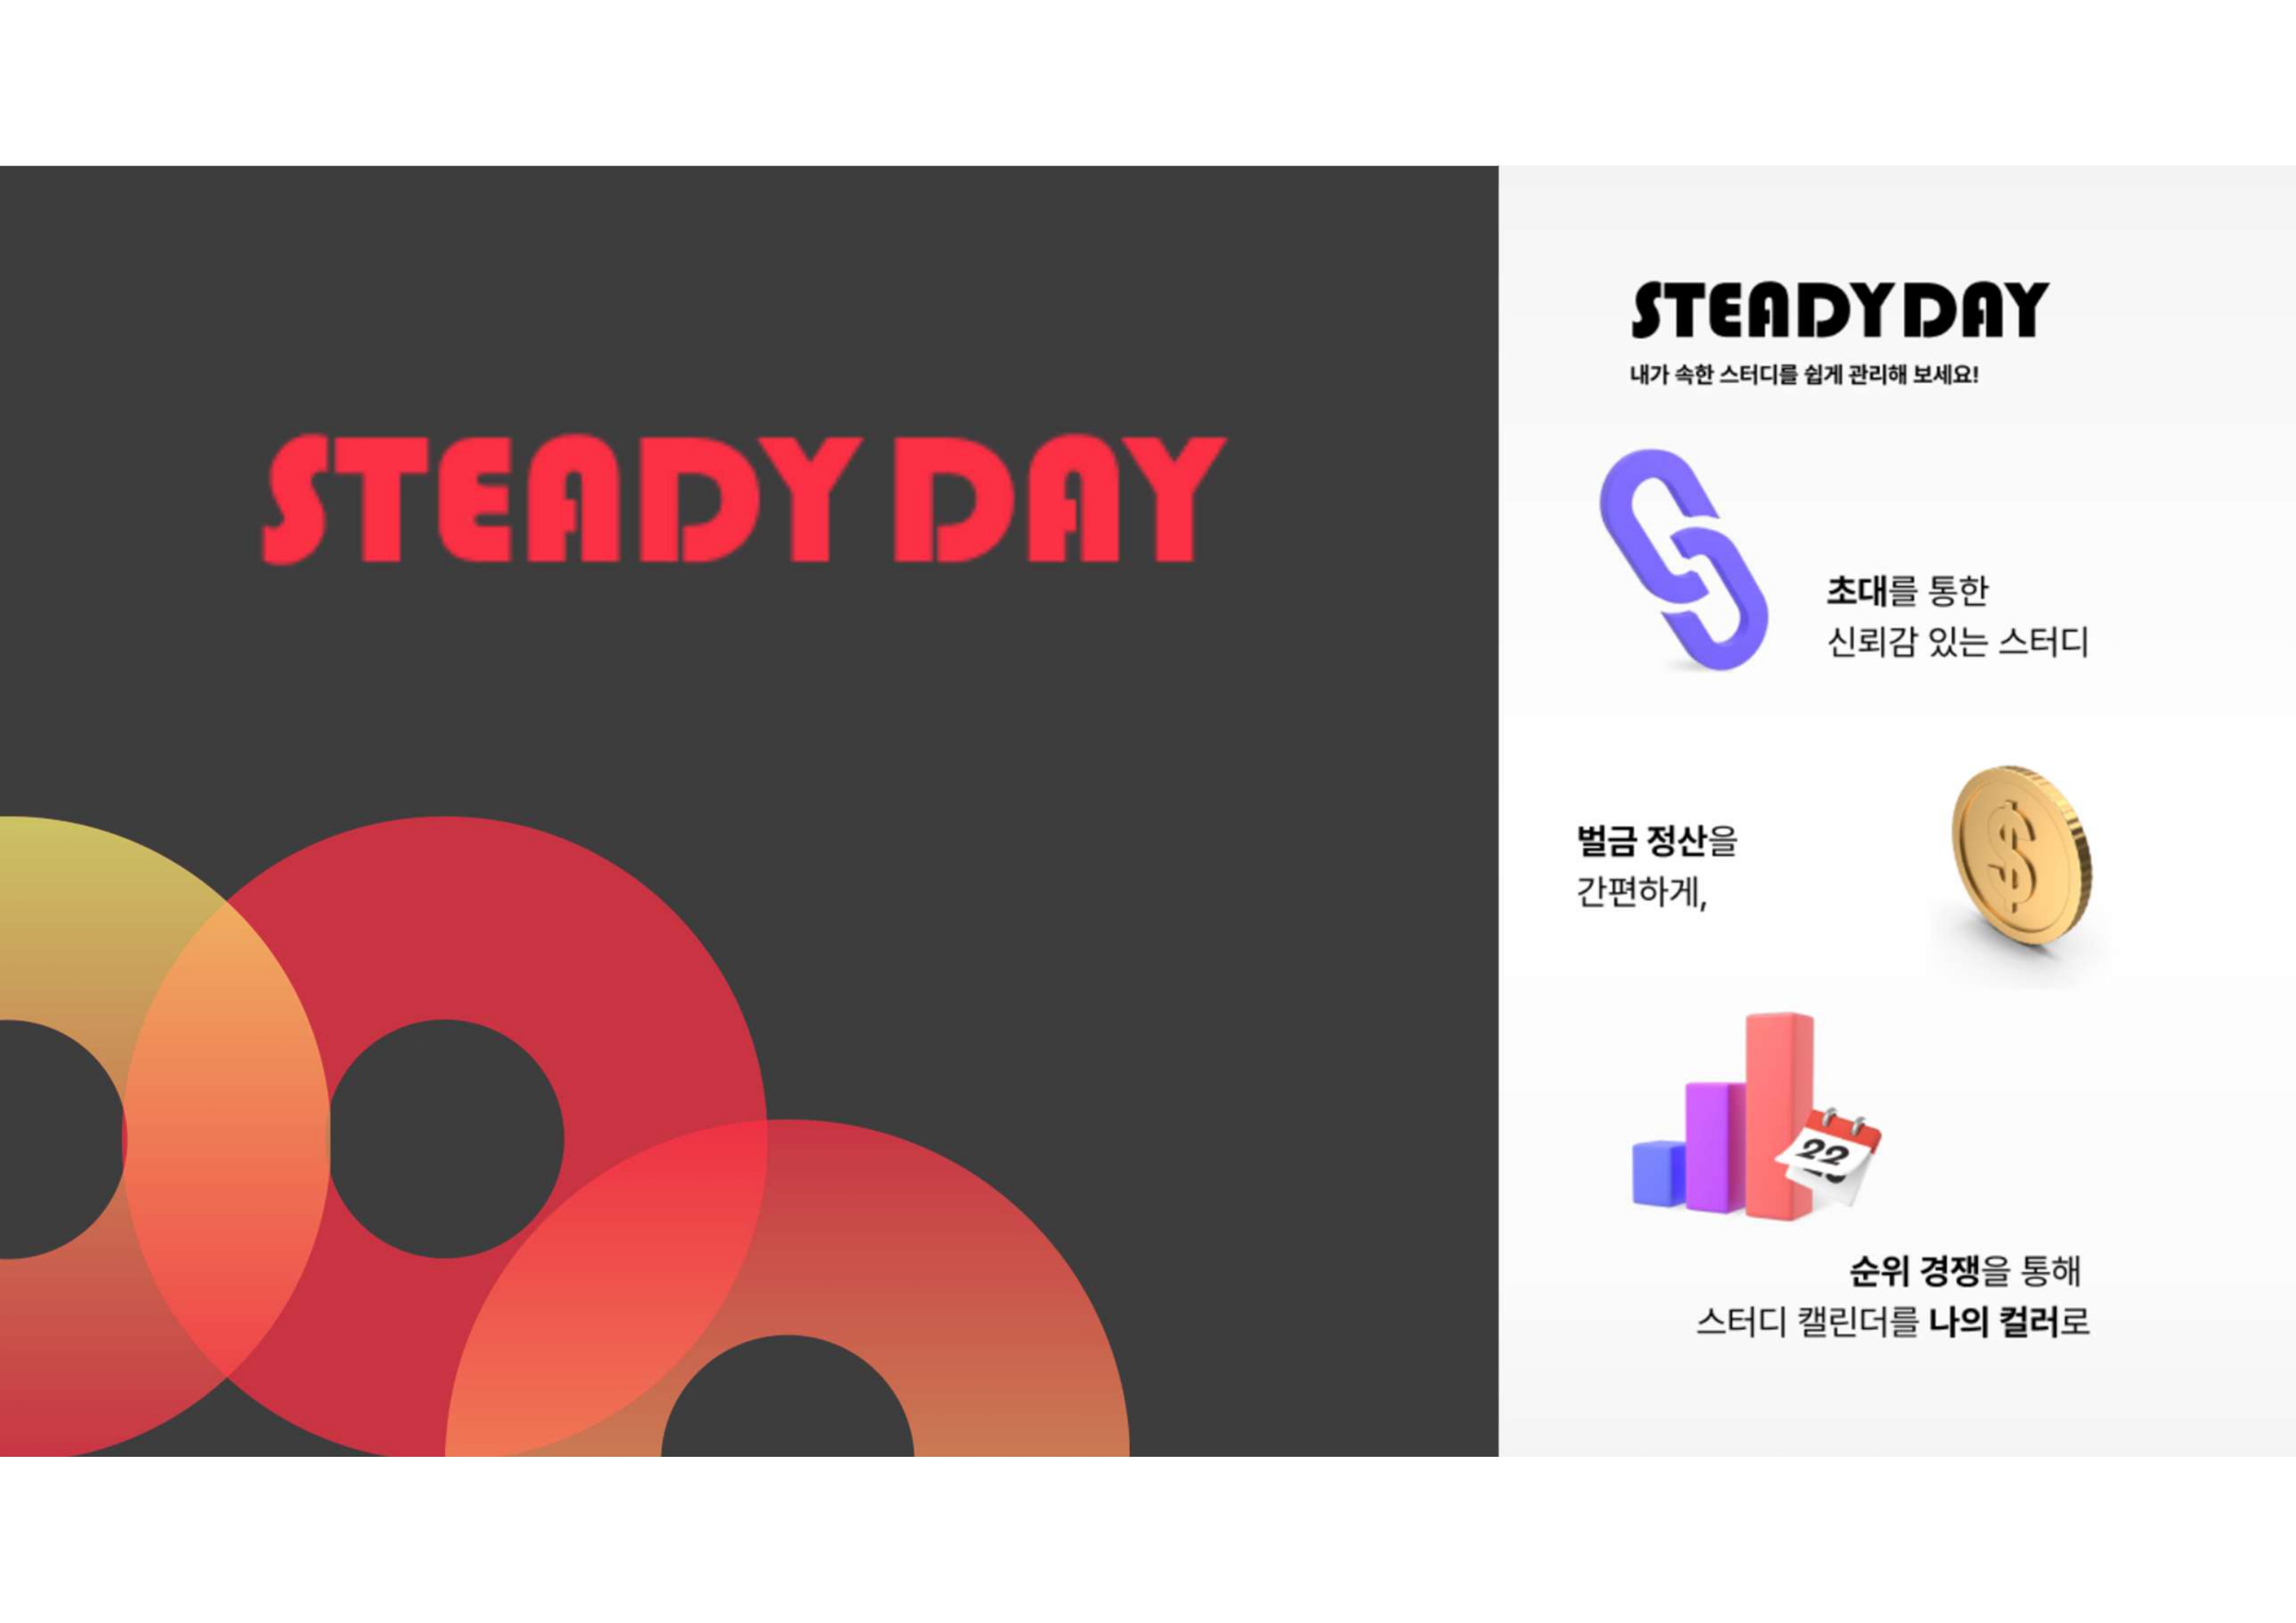 STEADY DAY
STEADY DAY
내가 속한 스터디를 쉽게 관리해 보세요!
초대를 통한
신뢰감 있는 스터디
벌금 정산을
간편하게,
$
22
순위 경쟁을 통해
스터디 캘린더를 나의 컬러로